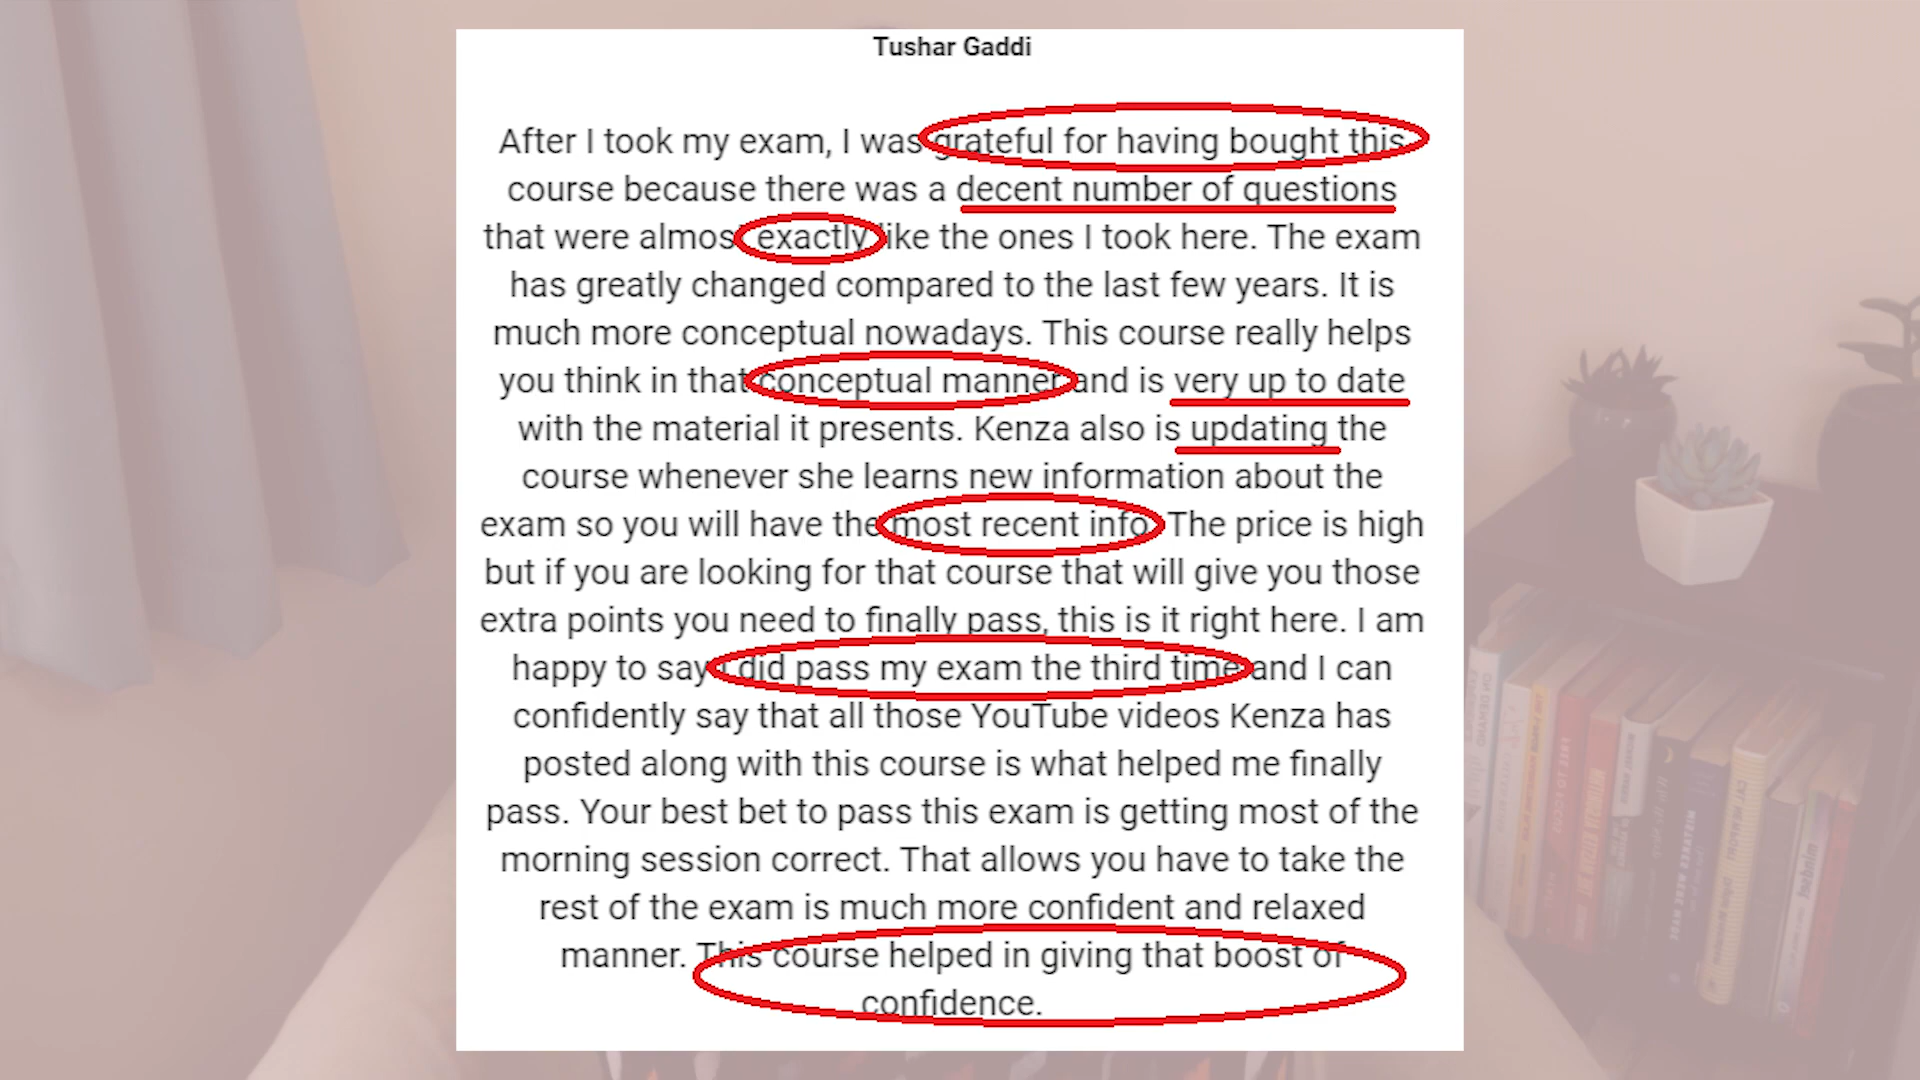 Tushar Gaddi
After I took my exam, I was grateful for having bought this
course because there was a decent number of questions
that were almost exactly like the ones I took here. The exam
has greatly changed compared to the last few years. It is
much more conceptual nowadays. This course really helps
you think in that conceptual manner and is very up to date
with the material it presents. Kenza also is updating the
course whenever she learns new information about the
exam so you will have the most recent info. The price is high
but if you are looking for that course that will give you those
extra points you need to finally pass, this is it right here. I am
happy to say I did pass my exam the third time and I can
confidently say that all those YouTube videos Kenza has
posted along with this course is what helped me finally
pass. Your best bet to pass this exam is getting most of the
morning session correct. That allows you have to take the
rest of the exam is much more confident and relaxed
manner. This course helped in giving that boost of
confidence.